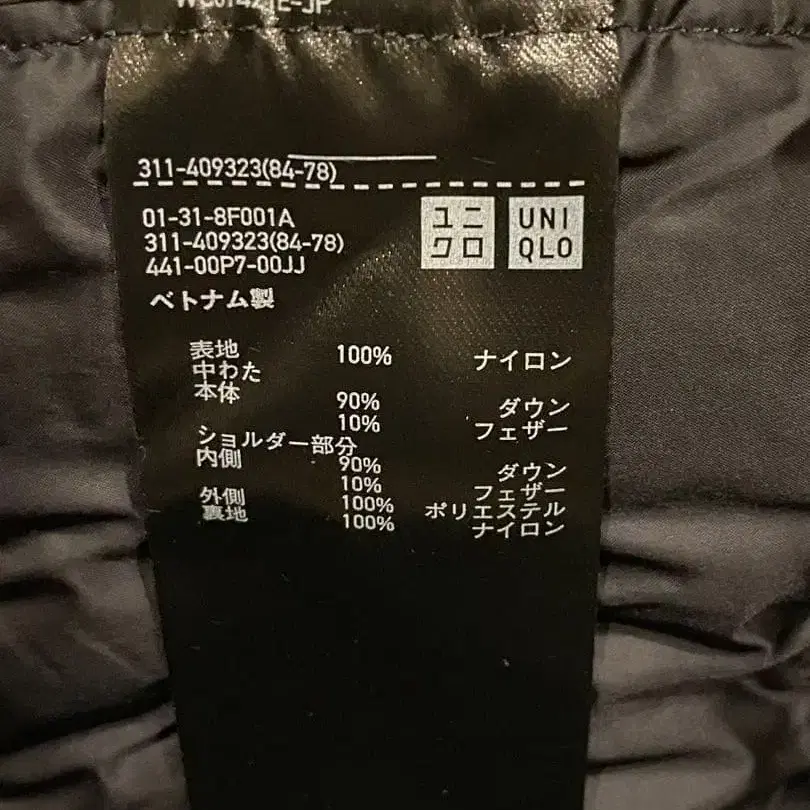 311-409323(84-78)
01-31-8F001A
311-409323(84-78)
441-00P7-00JJ
ユニクロ
UNIQLO
ベトナム製
表地 100% ナイロン
中わた
本体 90% ダウン
10% フェザー
ショルダー部分
内側 90% ダウン
10% フェザー
外側 100% ポリエステル
裏地 100% ナイロン